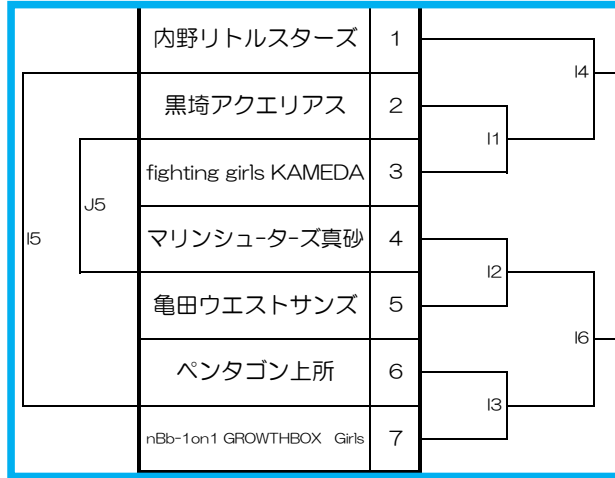 内野リトルスターズ 1
I4
黒埼アクエリアス 2
I1
fighting girls KAMEDA 3
J5
マリンシューターズ真砂 4
I5
I2
亀田ウエストサンズ 5
I6
ペンタゴン上所 6
I3
nBb-1on1 GROWTHBOX Girls 7